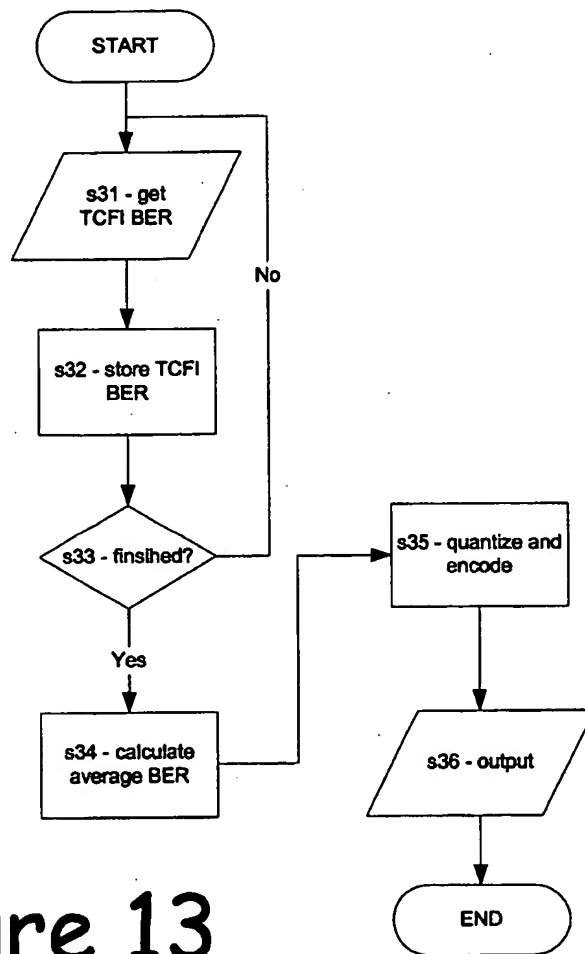 START
s31 - get
TCFI BER
No
s32 - store TCFI
BER
s33 - finsihed?
Yes
s34 - calculate
average BER
s35 - quantize and
encode
s36 - output
END
13